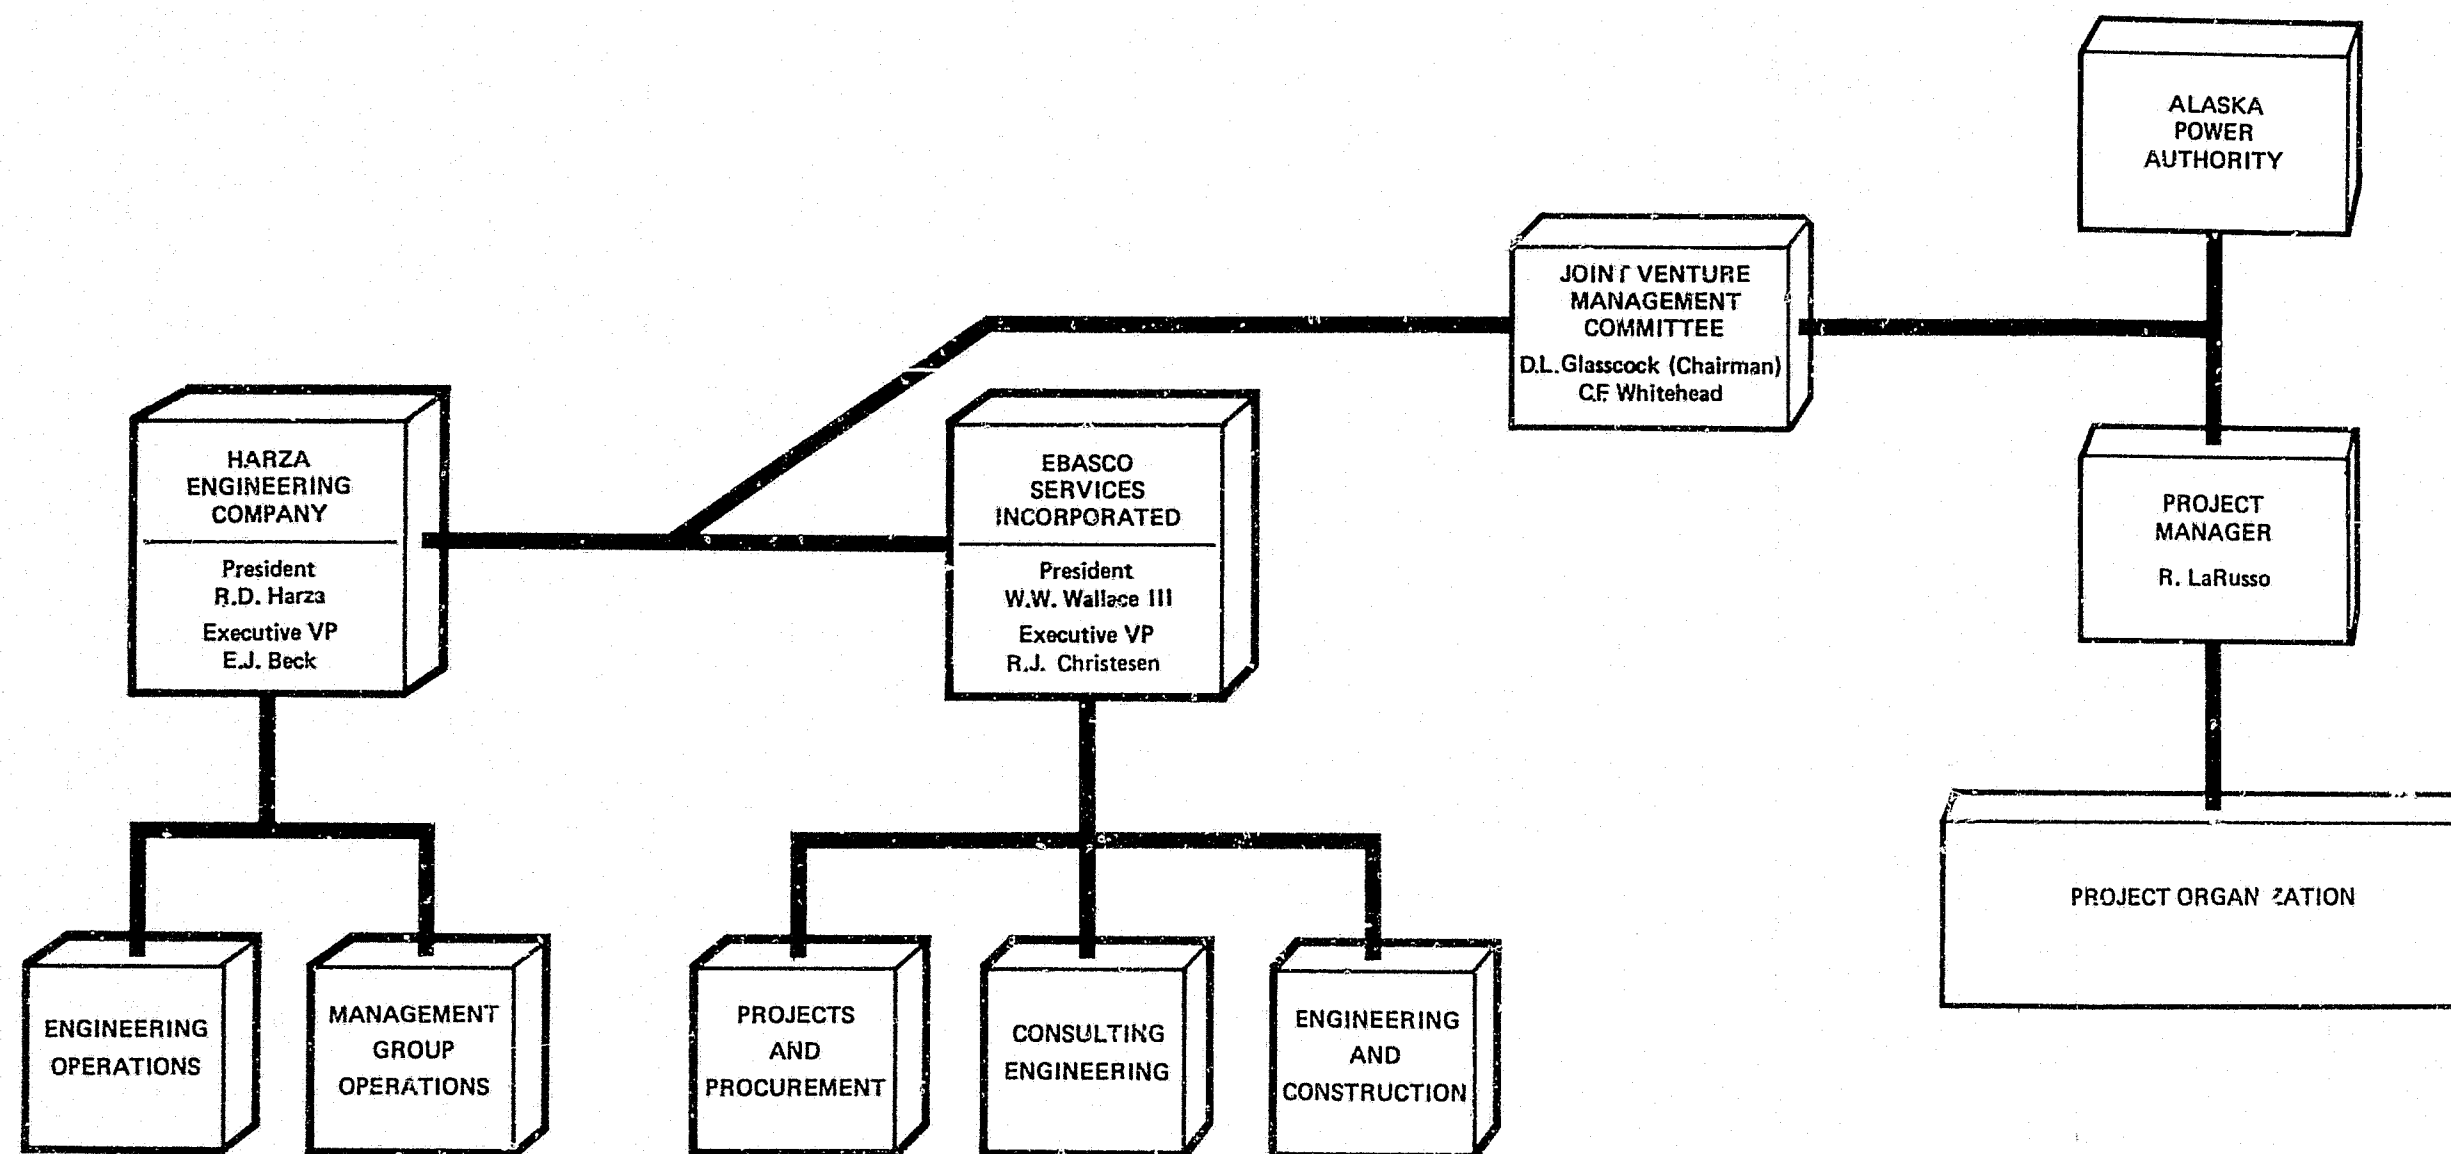 ALASKA
POWER
AUTHORITY
JOINT VENTURE
MANAGEMENT
COMMITTEE
D.L. Glasscock (Chairman)
C.F. Whitehead
HARZA
ENGINEERING
COMPANY
President
R.D. Harza
Executive VP
E.J. Beck
EBASCO
SERVICES
INCORPORATED
President
W.W. Wallace III
Executive VP
R.J. Christesen
PROJECT
MANAGER
R. LaRusso
PROJECT ORGANIZATION
ENGINEERING
OPERATIONS
MANAGEMENT
GROUP
OPERATIONS
PROJECTS
AND
PROCUREMENT
CONSULTING
ENGINEERING
ENGINEERING
AND
CONSTRUCTION